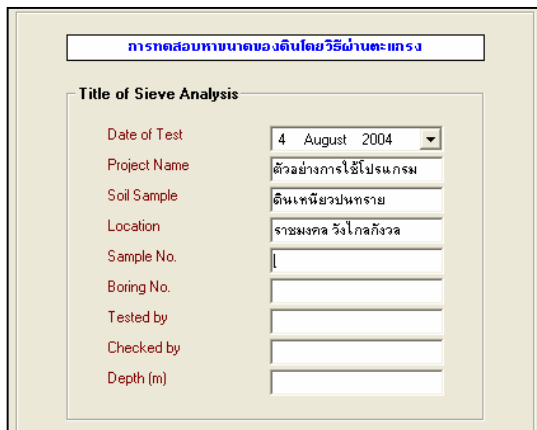 การทดสอบหาขนาดของดินโดยวิธีผ่านตะแกรง
Title of Sieve Analysis
Date of Test 4 August 2004
Project Name ตัวอย่างการใช้โปรแกรม
Soil Sample ดินเหนียวปนทราย
Location ราชมงคล วังไกลกังวล
Sample No.
Boring No.
Tested by
Checked by
Depth (m)